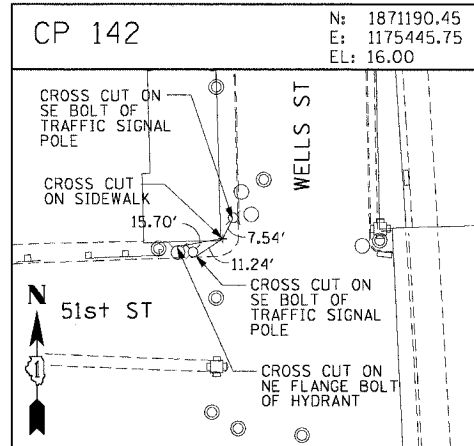 CP 142
N: 1871190.45
E: 1175445.75
EL: 16.00
CROSS CUT ON
SE BOLT OF
TRAFFIC SIGNAL
POLE
WELLS ST
CROSS CUT
ON SIDEWALK
15.70'
7.54'
11.24'
CROSS CUT ON
SE BOLT OF
TRAFFIC SIGNAL
POLE
N
51st ST
1
CROSS CUT ON
NE FLANGE BOLT
OF HYDRANT